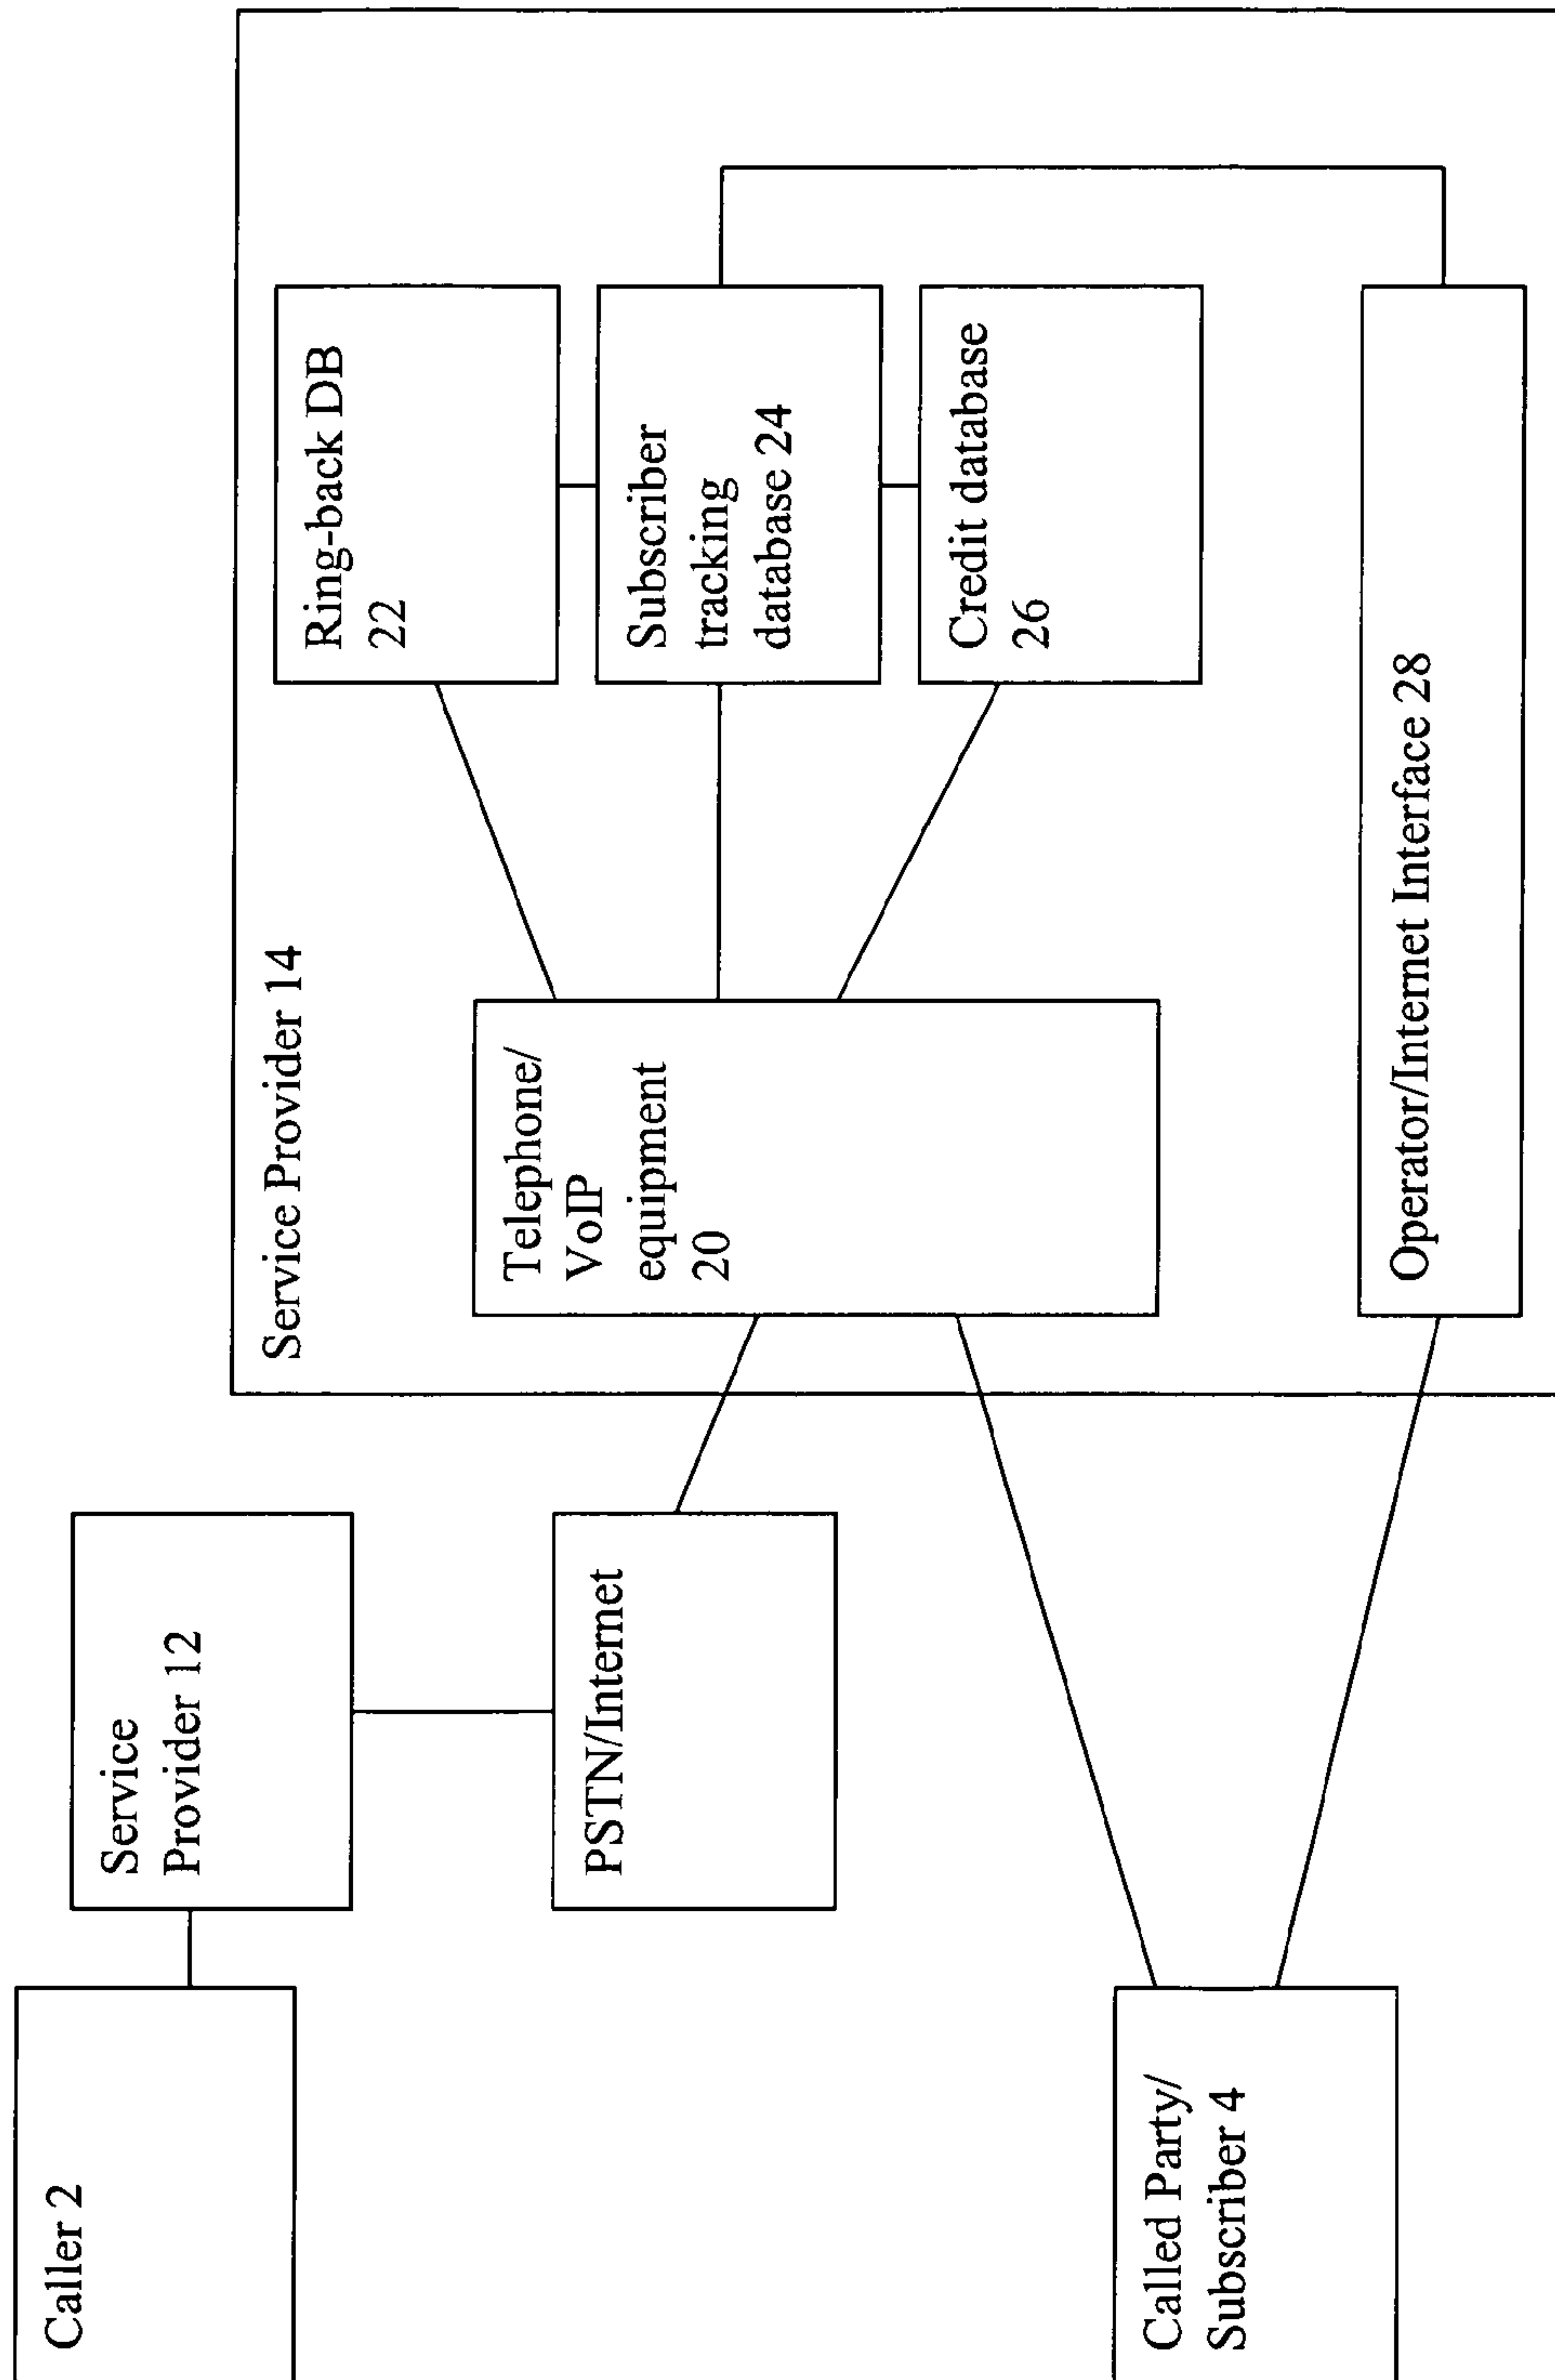 Caller 2
Service
Provider 12
PSTN/Internet
Called Party/
Subscriber 4
Service Provider 14
Telephone/
VoIP
equipment
20
Ring-back DB
22
Subscriber
tracking
database 24
Credit database
26
Operator/Internet Interface 28